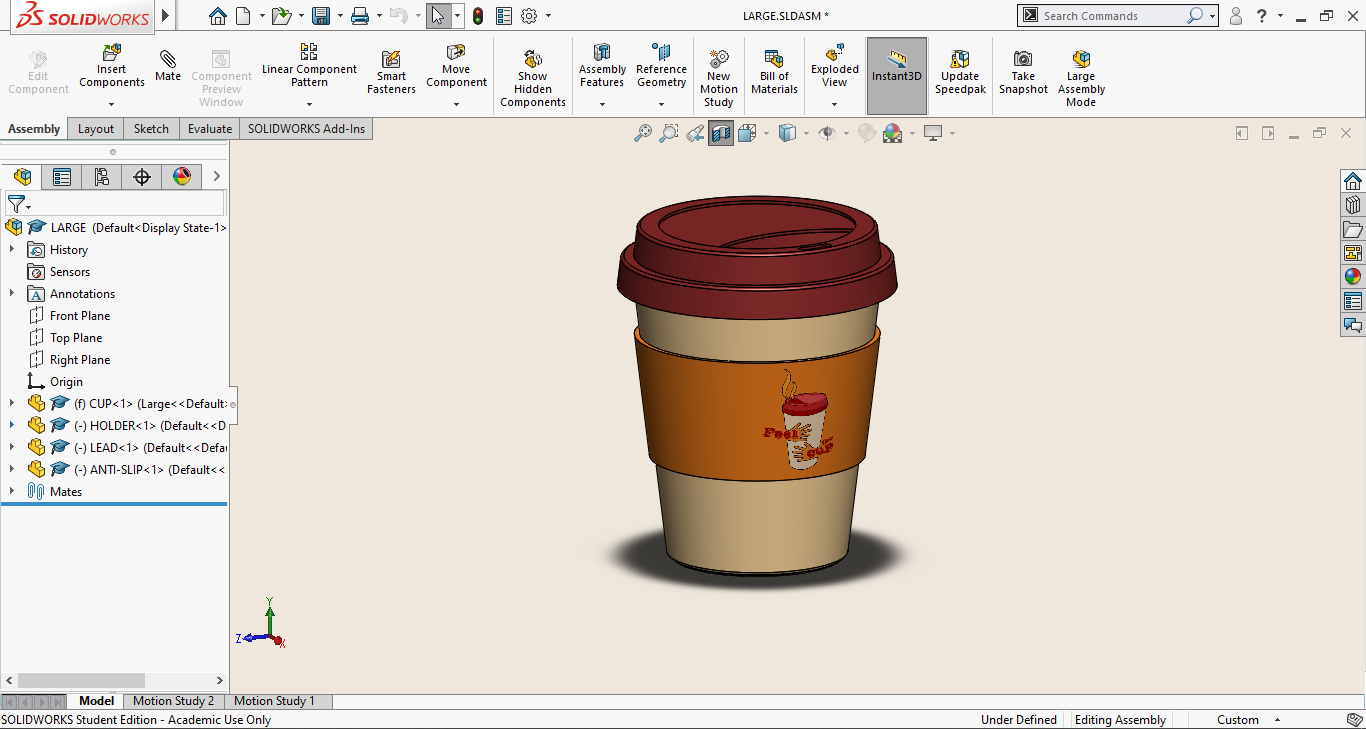 SOLIDWORKS
LARGE.SLDASM *
Search Commands
?
Edit
Component
Insert
Components
Mate
Component
Preview
Window
Linear Component
Pattern
Smart
Fasteners
Move
Component
Show
Hidden
Components
Assembly
Features
Reference
Geometry
New
Motion
Study
Bill of
Materials
Exploded
View
Instant3D
Update
Speedpak
Take
Snapshot
Large
Assembly
Mode
Assembly
Layout
Sketch
Evaluate
SOLIDWORKS Add-Ins
LARGE (Default<Display State-1>
History
Sensors
Annotations
Front Plane
Top Plane
Right Plane
Origin
(f) CUP<1> (Large<<Default>
(-) HOLDER<1> (Default<<D
(-) LEAD<1> (Default<<Defau
(-) ANTI-SLIP<1> (Default<<
Mates
Feel
cup
Y
Z
X
Model
Motion Study 2
Motion Study 1
SOLIDWORKS Student Edition - Academic Use Only
Under Defined
Editing Assembly
Custom